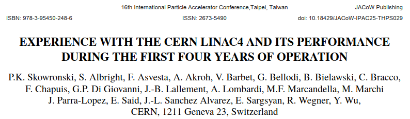 16th International Particle Accelerator Conference,Taipei, Taiwan
JACoW Publishing
ISBN: 978-3-95450-248-6
ISSN: 2673-5490
doi: 10.18429/JACoW-IPAC25-THPS029
EXPERIENCE WITH THE CERN LINAC4 AND ITS PERFORMANCE
DURING THE FIRST FOUR YEARS OF OPERATION
P.K. Skowronski, S. Albright, F. Asvesta, A. Akroh, V. Barbet, G. Bellodi, B. Bielawski, C. Bracco,
F. Chapuis, G.P. Di Giovanni, J.-B. Lallement, A. Lombardi, M.F. Marcandella, M. Marchi
J. Parra-Lopez, E. Said, J.-L. Sanchez Alvarez, E. Sargsyan, R. Wegner, Y. Wu,
CERN, 1211 Geneva 23, Switzerland